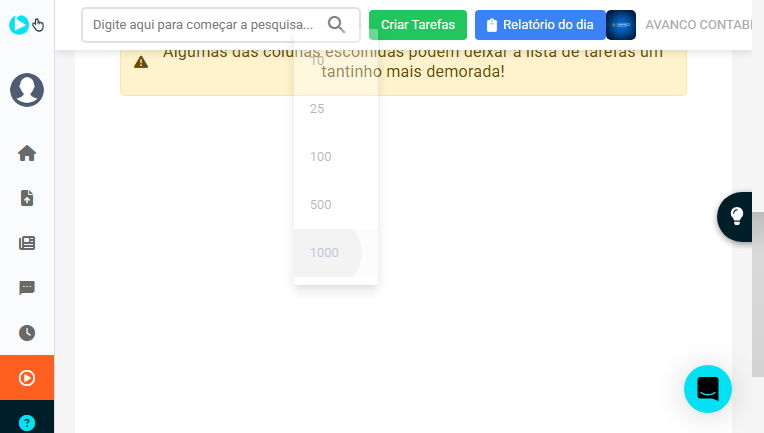 Digite aqui para começar a pesquisa...
Criar Tarefas
Relatório do dia
AVANCO CONTABI
Algumas das colunas escolhidas podem deixar a lista de tarefas um
tantinho mais demorada!
10
25
100
500
1000
?